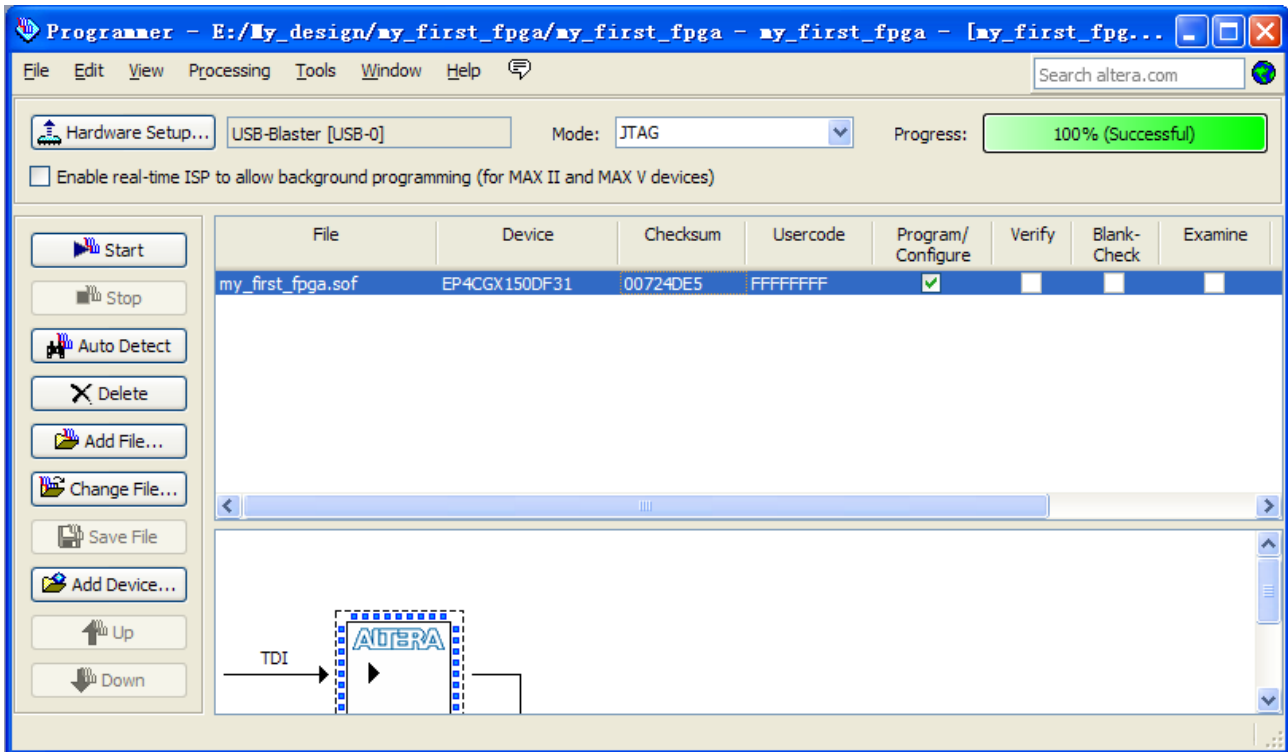 Programmer - E:/My_design/my_first_fpga/my_first_fpga - my_first_fpga - [my_first_fpg...
File Edit View Processing Tools Window Help Search altera.com
Hardware Setup... USB-Blaster [USB-0] Mode: JTAG Progress: 100% (Successful)
Enable real-time ISP to allow background programming (for MAX II and MAX V devices)
Start
Stop
Auto Detect
Delete
Add File...
Change File...
Save File
Add Device...
Up
Down
File Device Checksum Usercode Program/ Verify Blank- Examine
Configure Check
my_first_fpga.sof EP4CGX150DF31 00724DE5 FFFFFFFF
ALTERA
TDI